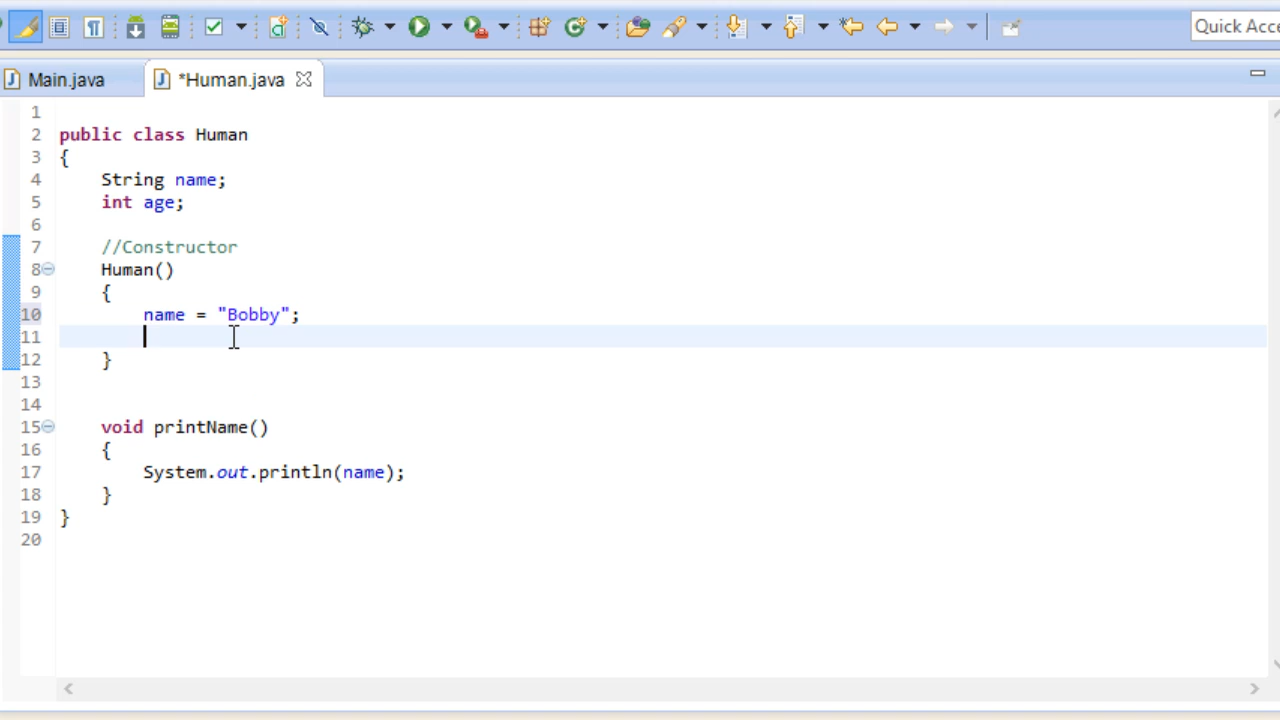 Quick Acce
Main.java
*Human.java
1
2 public class Human
3 {
4 String name;
5 int age;
6
7 //Constructor
8 Human()
9 {
10 name = "Bobby";
11
12 }
13
14
15 void printName()
16 {
17 System.out.println(name);
18 }
19 }
20